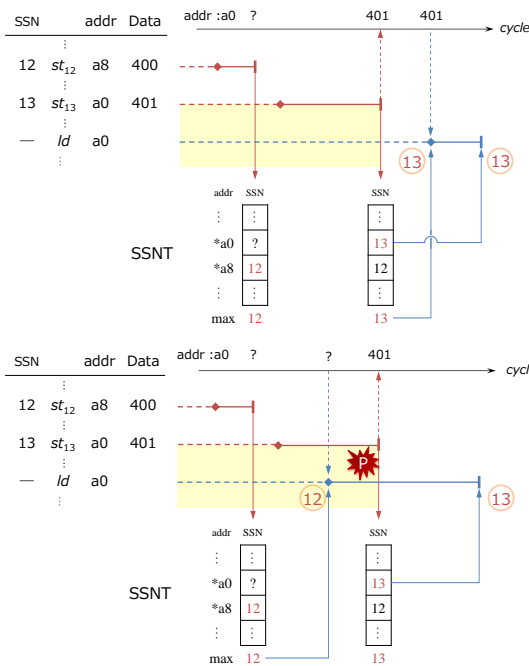 addr :a0 ? 401 401 cycle
SSN addr Data
⋮
12 st12 a8 400
13 st13 a0 401
⋮
— ld a0
⋮
13 13
addr SSN SSN
⋮ ⋮ ⋮
*a0 ? 13
SSNT
*a8 12 12
⋮ ⋮ ⋮
max 12 13
addr :a0 ? ? 401 cycl
SSN addr Data
⋮
12 st12 a8 400
13 st13 a0 401
⋮
P
— ld a0
⋮
12 13
addr SSN SSN
⋮ ⋮ ⋮
*a0 ? 13
SSNT
*a8 12 12
⋮ ⋮ ⋮
max 12 13